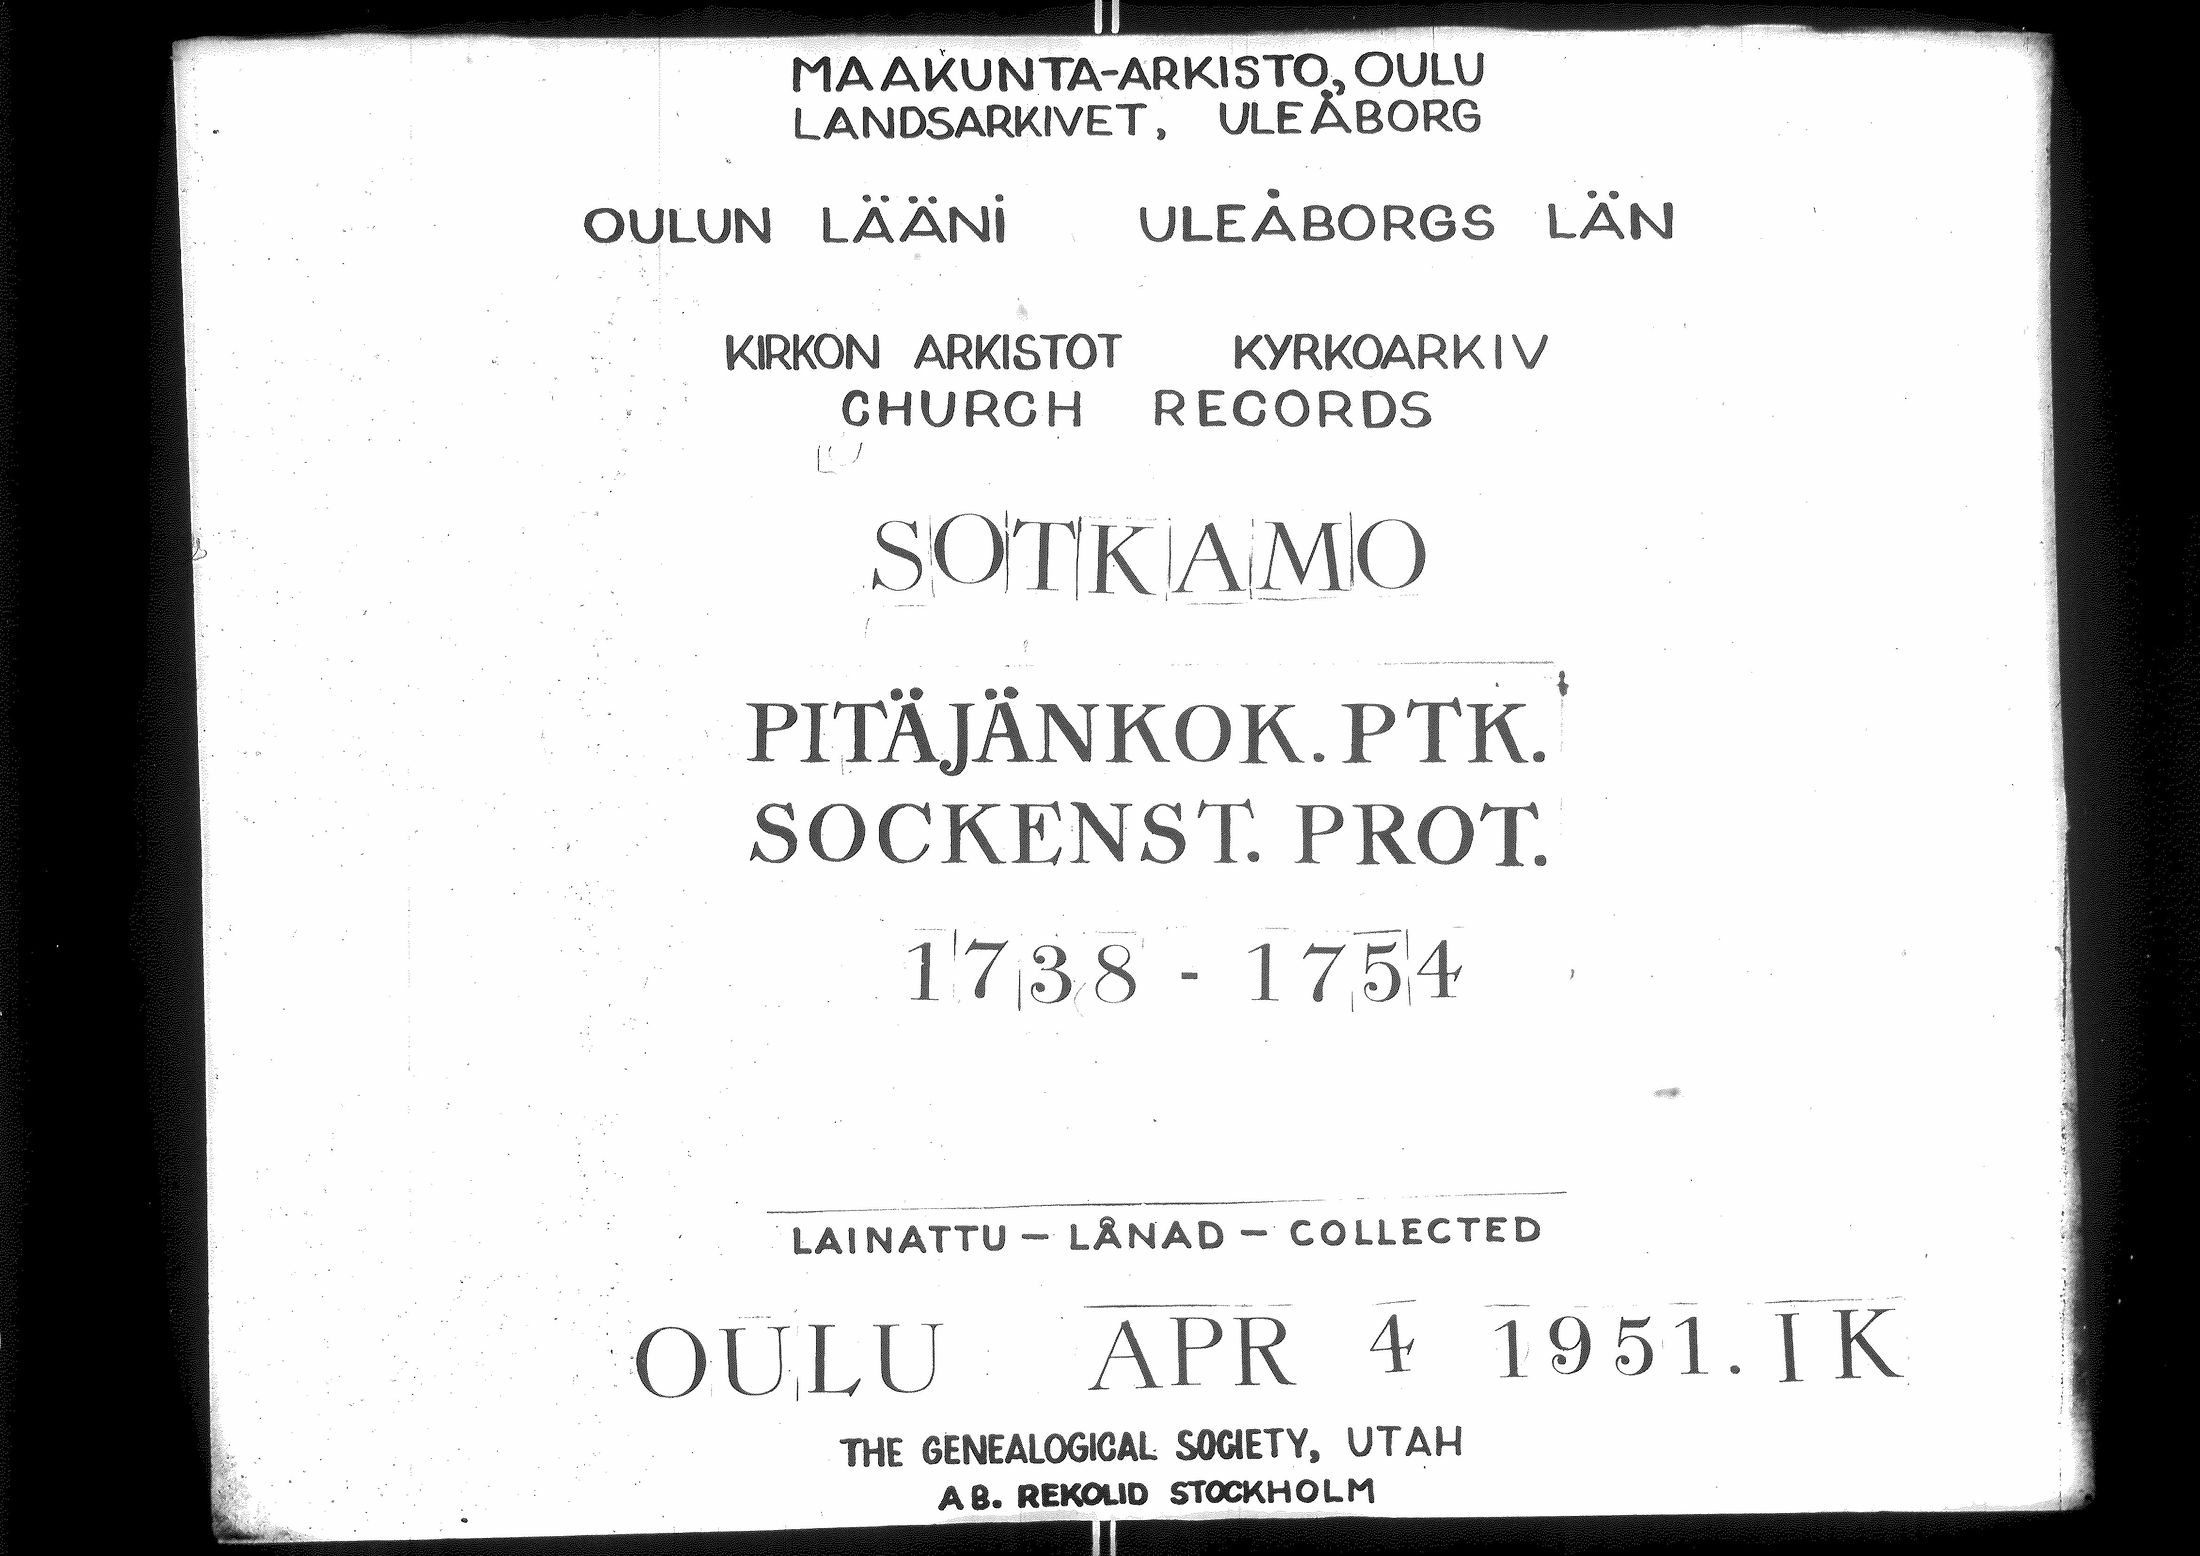 MAAKUNTA-ARKISTO, OULU
LANDSARKIVET, ULEÅBORG
OULUN LÄÄNI ULEÅBORGS LÄN
KIRKON ARKISTOT KYRKOARKIV
CHURCH RECORDS
SOTKAMO
PITÄJÄNKOK. PTK.
SOCKENST. PROT.
1738 - 1754
LAINATTU - LÅNAD - COLLECTED
OULU APR 4 1951. IK
THE GENEALOGICAL SOCIETY, UTAH
AB. REKOLID STOCKHOLM